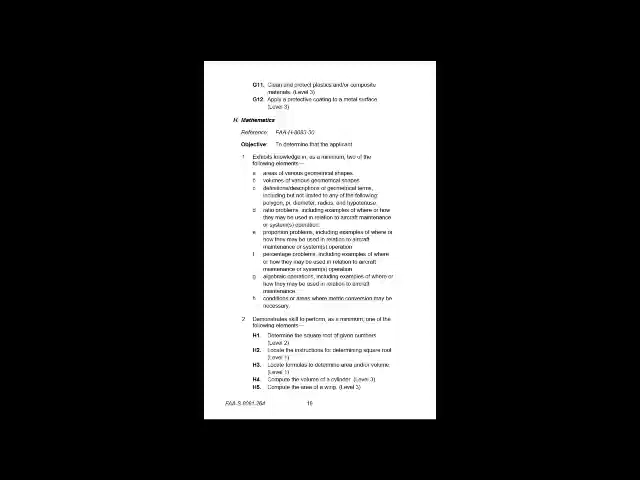 G11. Clean and protect plastics and/or composite
materials. (Level 3)
G12. Apply a protective coating to a metal surface.
(Level 3)
H. Mathematics
Reference: FAA-H-8083-30
Objective: To determine that the applicant:
1. Exhibits knowledge in, as a minimum, two of the
following elements—
a. areas of various geometrical shapes.
b. volumes of various geometrical shapes.
c. definitions/descriptions of geometrical terms,
including but not limited to any of the following:
polygon, pi, diameter, radius, and hypotenuse.
d. ratio problems, including examples of where or how
they may be used in relation to aircraft maintenance
or system(s) operation.
e. proportion problems, including examples of where or
how they may be used in relation to aircraft
maintenance or system(s) operation.
f. percentage problems, including examples of where
or how they may be used in relation to aircraft
maintenance or system(s) operation.
g. algebraic operations, including examples of where or
how they may be used in relation to aircraft
maintenance.
h. conditions or areas where metric conversion may be
necessary.
2. Demonstrates skill to perform, as a minimum, one of the
following elements—
H1. Determine the square root of given numbers.
(Level 2)
H2. Locate the instructions for determining square root.
(Level 1)
H3. Locate formulas to determine area and/or volume.
(Level 1)
H4. Compute the volume of a cylinder. (Level 3)
H5. Compute the area of a wing. (Level 3)
FAA-S-8081-26A 19